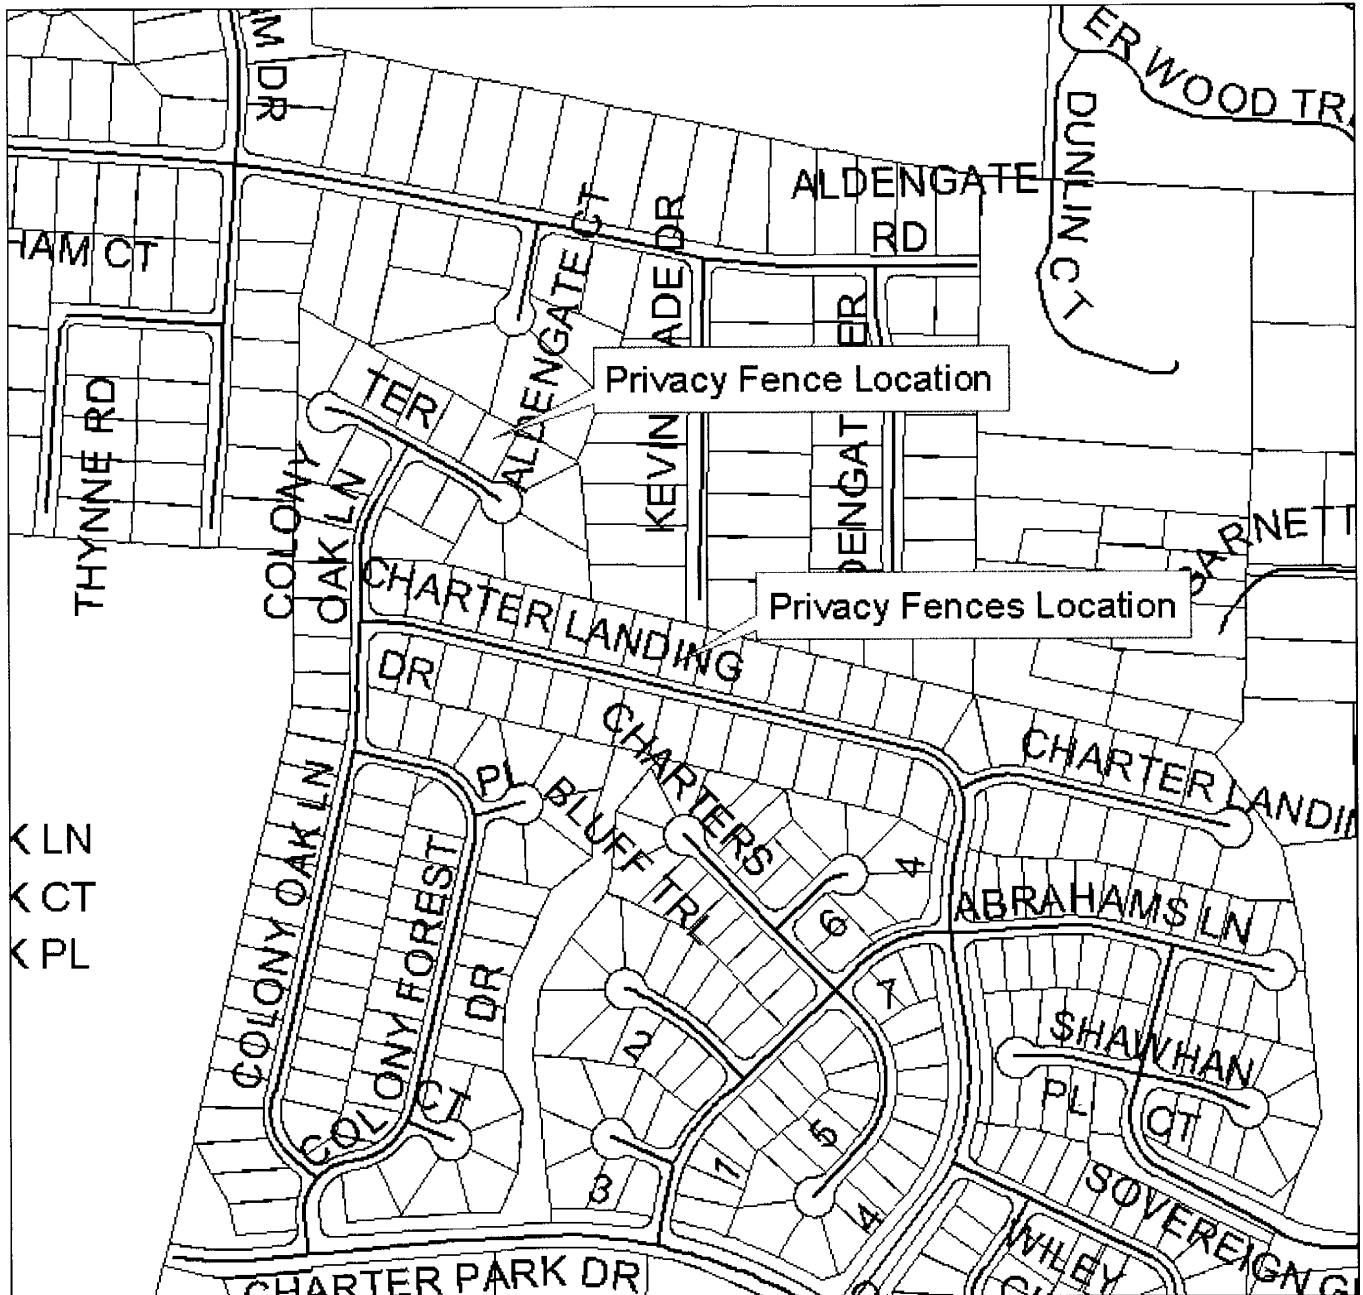 M DR
ER WOOD TR
DUNLIN CT
ALDENGATE
RD
HAM CT
ALDENGATE CT
KEVIN ADE DR
DENGAT ER
Privacy Fence Location
TER
THYNNE RD
COLONY
OAK LN
GARNETT
CHARTER LANDING
DR
Privacy Fences Location
CHARTERS
BLUFF TRL
PL
CHARTER LANDIN
COLONY OAK LN
COLONY FOREST
DR
K LN
K CT
K PL
4
6
ABRAHAMS LN
7
2
SHAWHAN
PL
CT
COLONY
CT
5
1
3
4
SOVEREIGN G
WILEY
CHARTER PARK DR